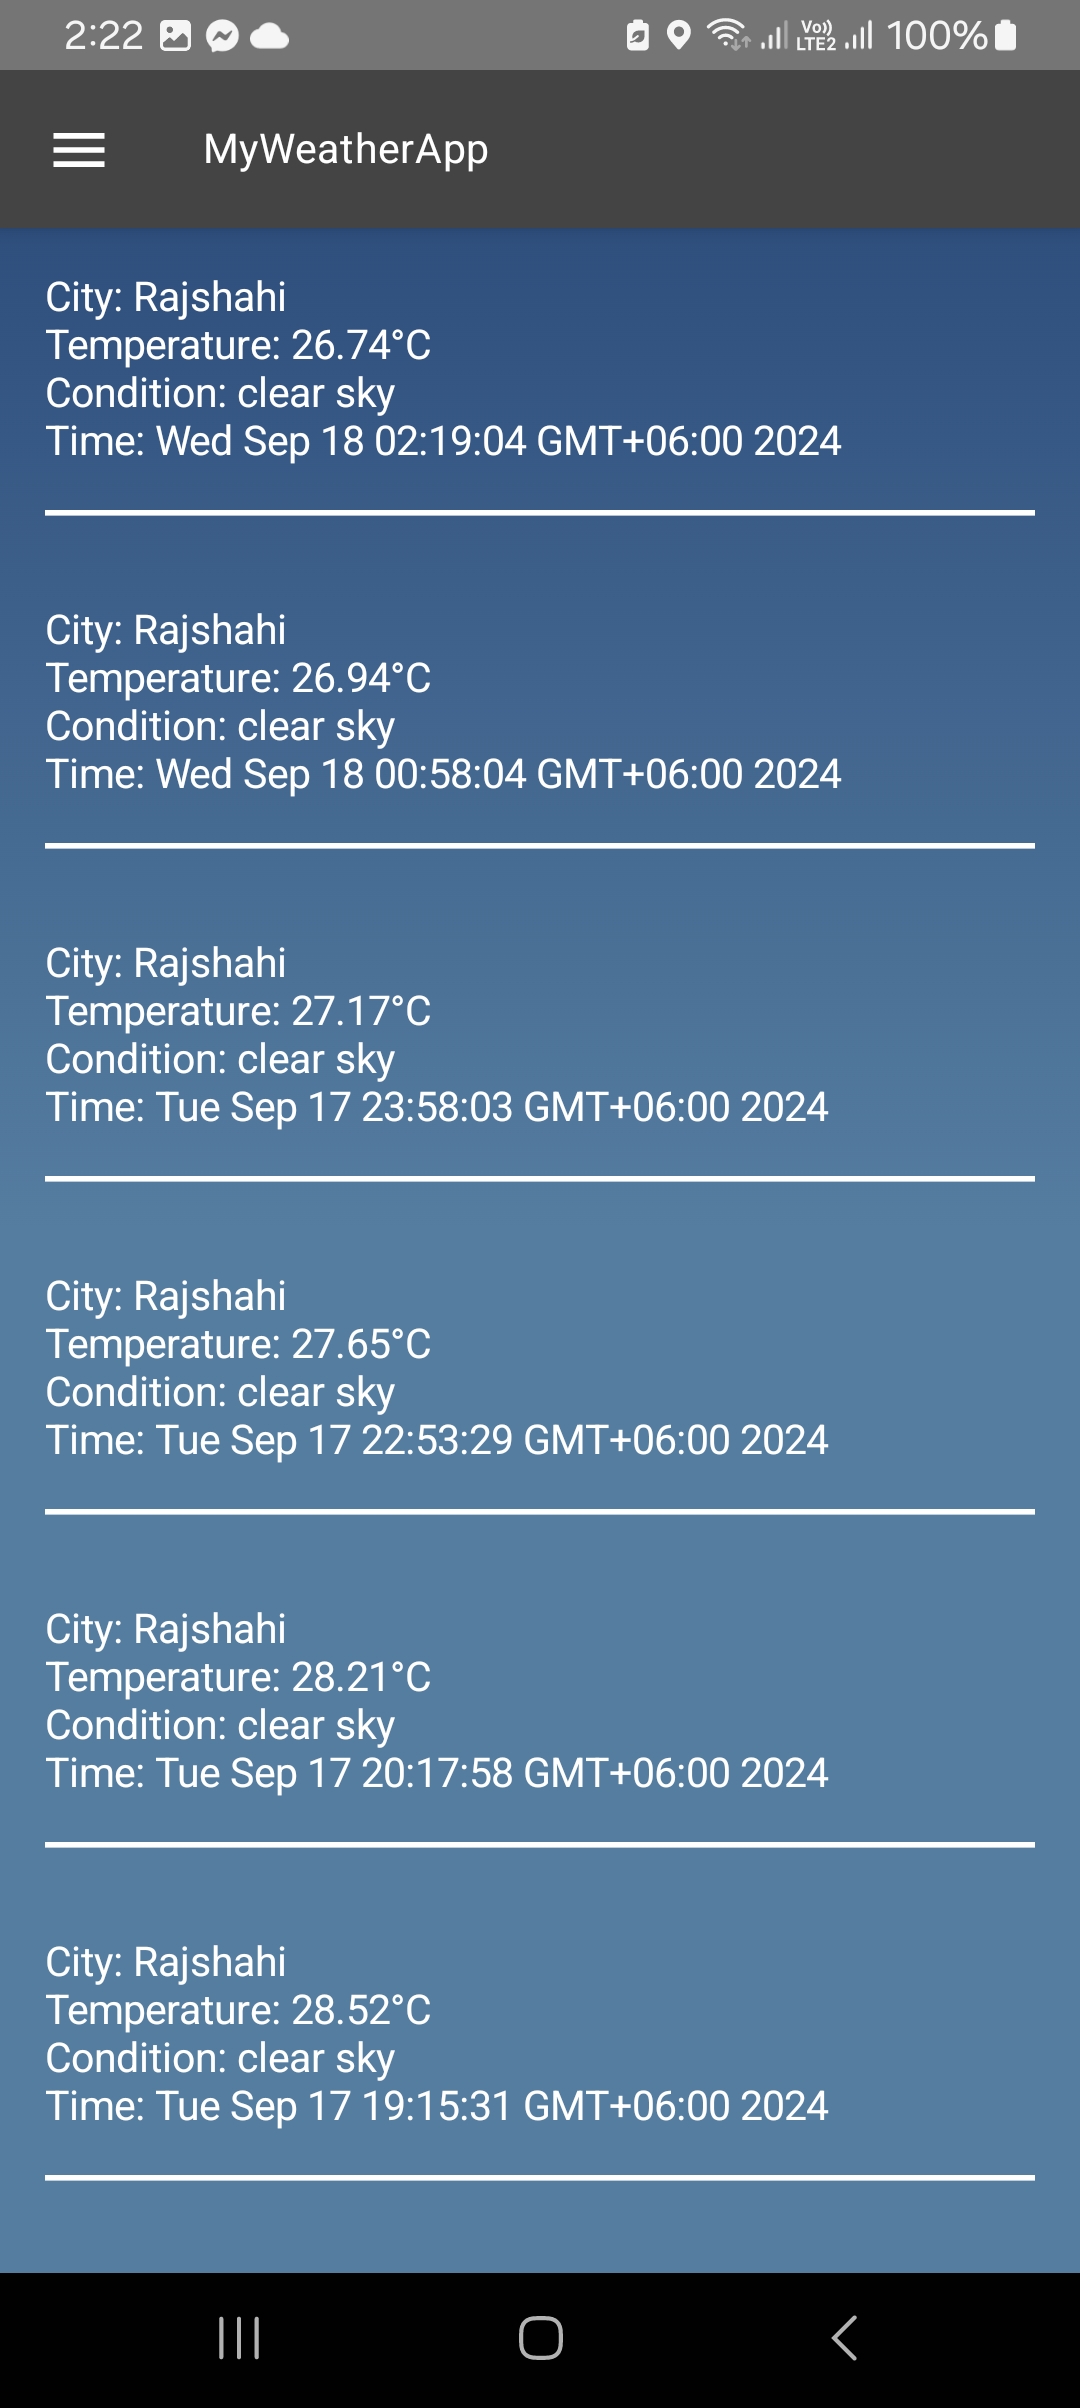 2:22 Vo)) LTE2 100%
MyWeatherApp
City: Rajshahi
Temperature: 26.74°C
Condition: clear sky
Time: Wed Sep 18 02:19:04 GMT+06:00 2024
City: Rajshahi
Temperature: 26.94°C
Condition: clear sky
Time: Wed Sep 18 00:58:04 GMT+06:00 2024
City: Rajshahi
Temperature: 27.17°C
Condition: clear sky
Time: Tue Sep 17 23:58:03 GMT+06:00 2024
City: Rajshahi
Temperature: 27.65°C
Condition: clear sky
Time: Tue Sep 17 22:53:29 GMT+06:00 2024
City: Rajshahi
Temperature: 28.21°C
Condition: clear sky
Time: Tue Sep 17 20:17:58 GMT+06:00 2024
City: Rajshahi
Temperature: 28.52°C
Condition: clear sky
Time: Tue Sep 17 19:15:31 GMT+06:00 2024